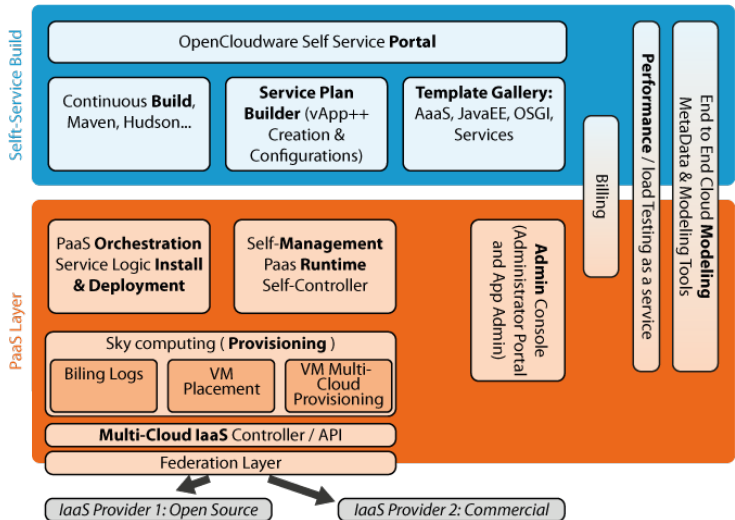 Selft-Service Build
OpenCloudware Self Service Portal
Continuous Build,
Maven, Hudson...
Service Plan
Builder (vApp++
Creation &
Configurations)
Template Gallery:
AaaS, JavaEE, OSGI,
Services
Billing
Performance / load Testing as a service
End to End Cloud Modeling
MetaData & Modeling Tools
PaaS Layer
PaaS Orchestration
Service Logic Install
& Deployment
Self-Management
Paas Runtime
Self-Controller
Admin Console
(Administrator Portal
and App Admin)
Sky computing ( Provisioning )
Biling Logs
VM
Placement
VM Multi-
Cloud
Provisioning
Multi-Cloud IaaS Controller / API
Federation Layer
IaaS Provider 1: Open Source
IaaS Provider 2: Commercial